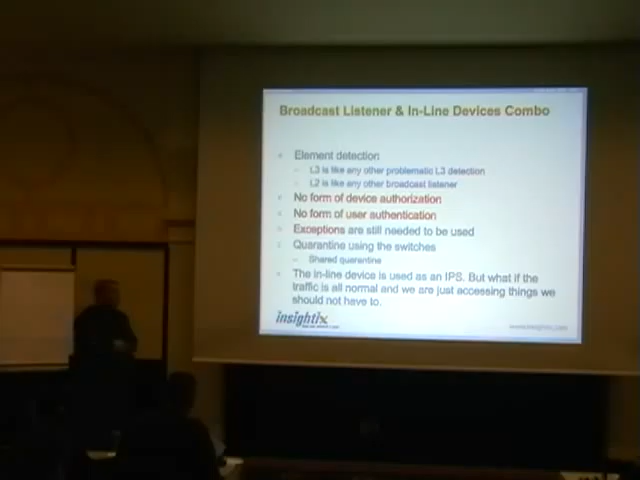 Broadcast Listener & In-Line Devices Combo
Element detection
L3 is like any other problematic L3 detection
L2 is like any other broadcast listener
No form of device authorization
No form of user authentication
Exceptions are still needed to be used
Quarantine using the switches
Shared quarantine
The in-line device is used as an IPS. But what if the
traffic is all normal and we are just accessing things we
should not have to.
insightix
www.insightix.com